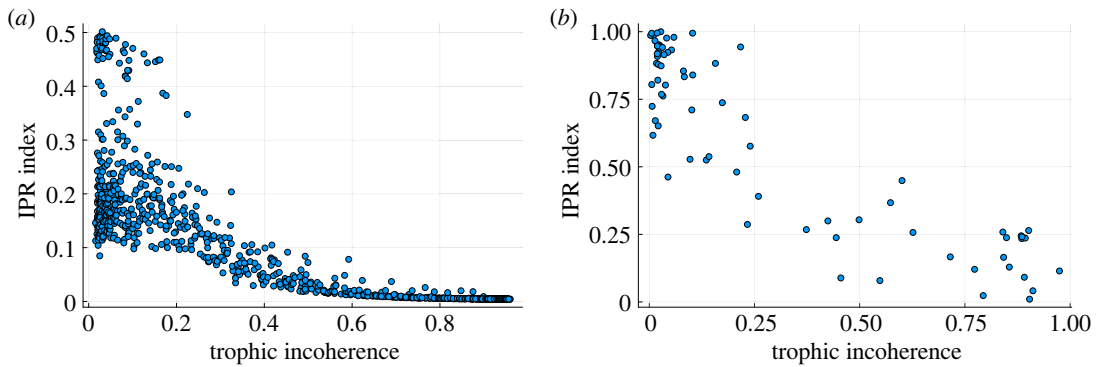 (a)
0.5
0.4
0.3
0.2
0.1
0
IPR index
0 0.2 0.4 0.6 0.8
trophic incoherence
(b)
1.00
0.75
0.50
0.25
0
IPR index
0 0.25 0.50 0.75 1.00
trophic incoherence